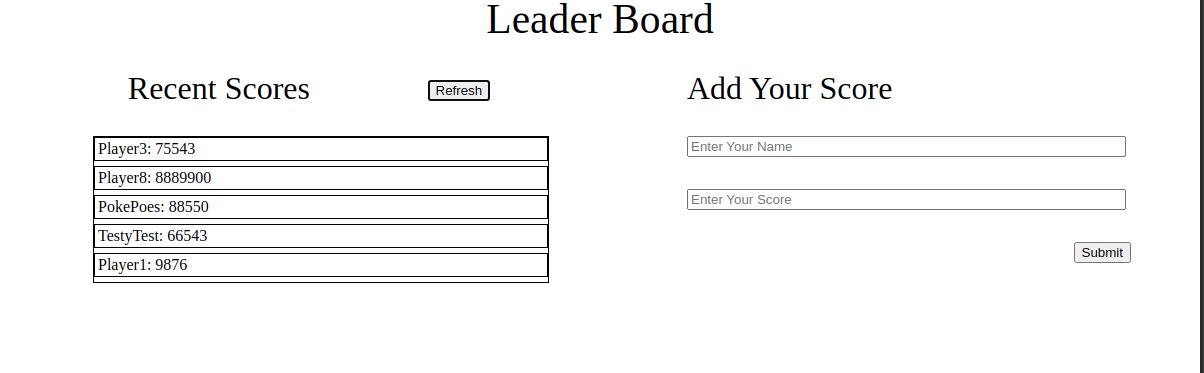 Leader Board
Recent Scores
Refresh
Player3: 75543
Player8: 8889900
PokePoes: 88550
TestyTest: 66543
Player1: 9876
Add Your Score
Enter Your Name
Enter Your Score
Submit